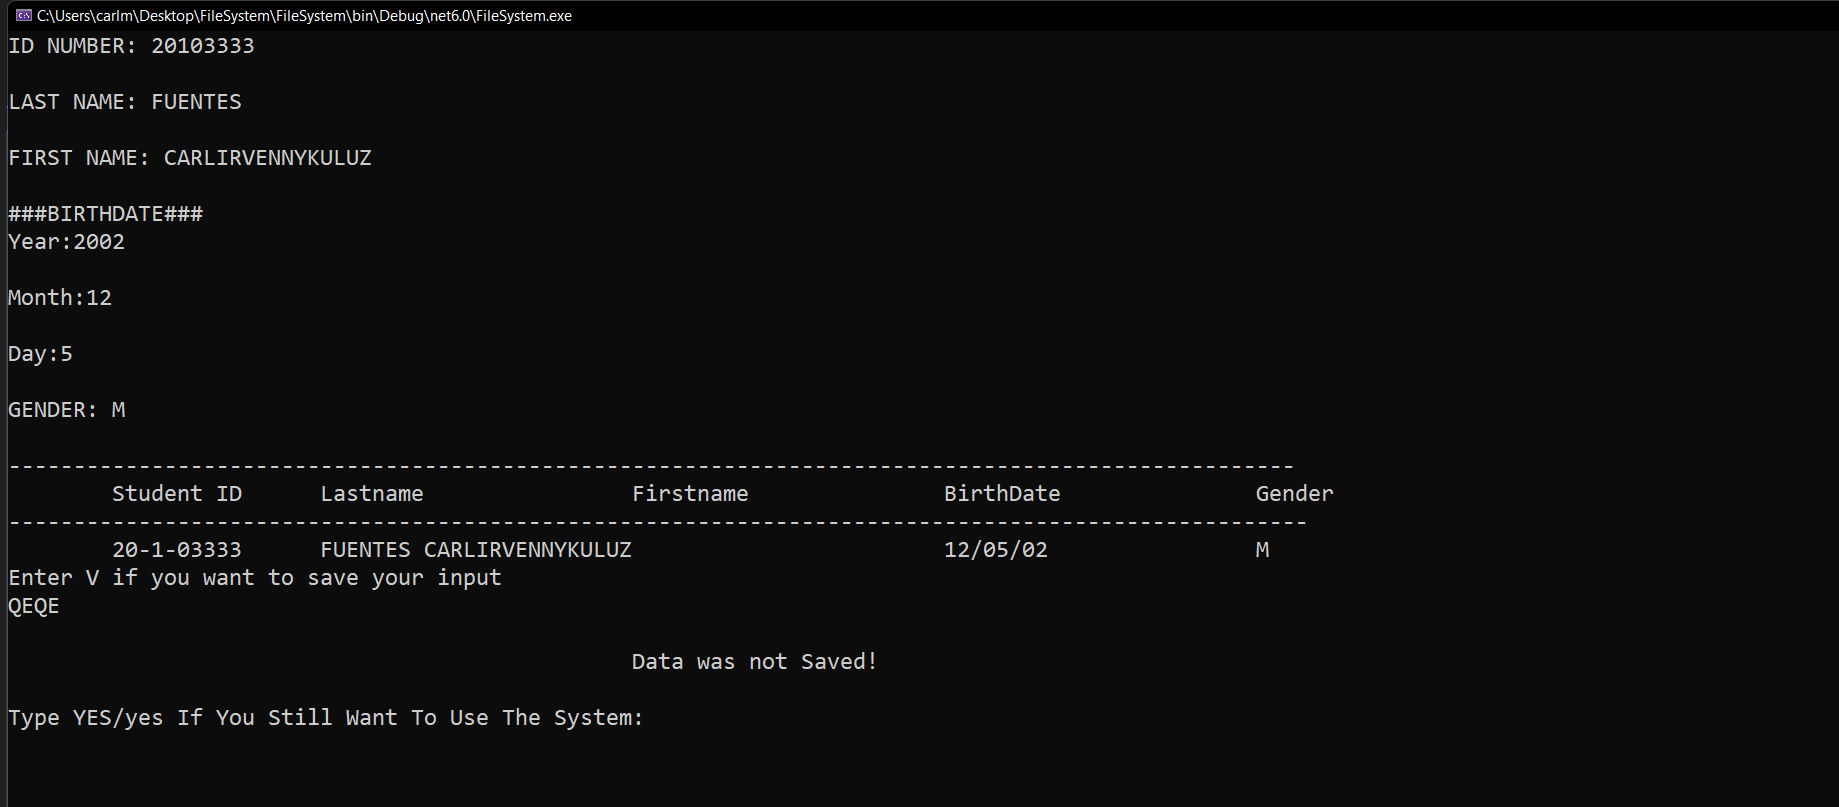 C:\Users\carlm\Desktop\FileSystem\FileSystem\bin\Debug\net6.0\FileSystem.exe
ID NUMBER: 20103333
LAST NAME: FUENTES
FIRST NAME: CARLIRVENNYKULUZ
###BIRTHDATE###
Year:2002
Month:12
Day:5
GENDER: M
---------------------------------------------------------------------------------------------------
Student ID Lastname Firstname BirthDate Gender
----------------------------------------------------------------------------------------------------
20-1-03333 FUENTES CARLIRVENNYKULUZ 12/05/02 M
Enter V if you want to save your input
QEQE
Data was not Saved!
Type YES/yes If You Still Want To Use The System: